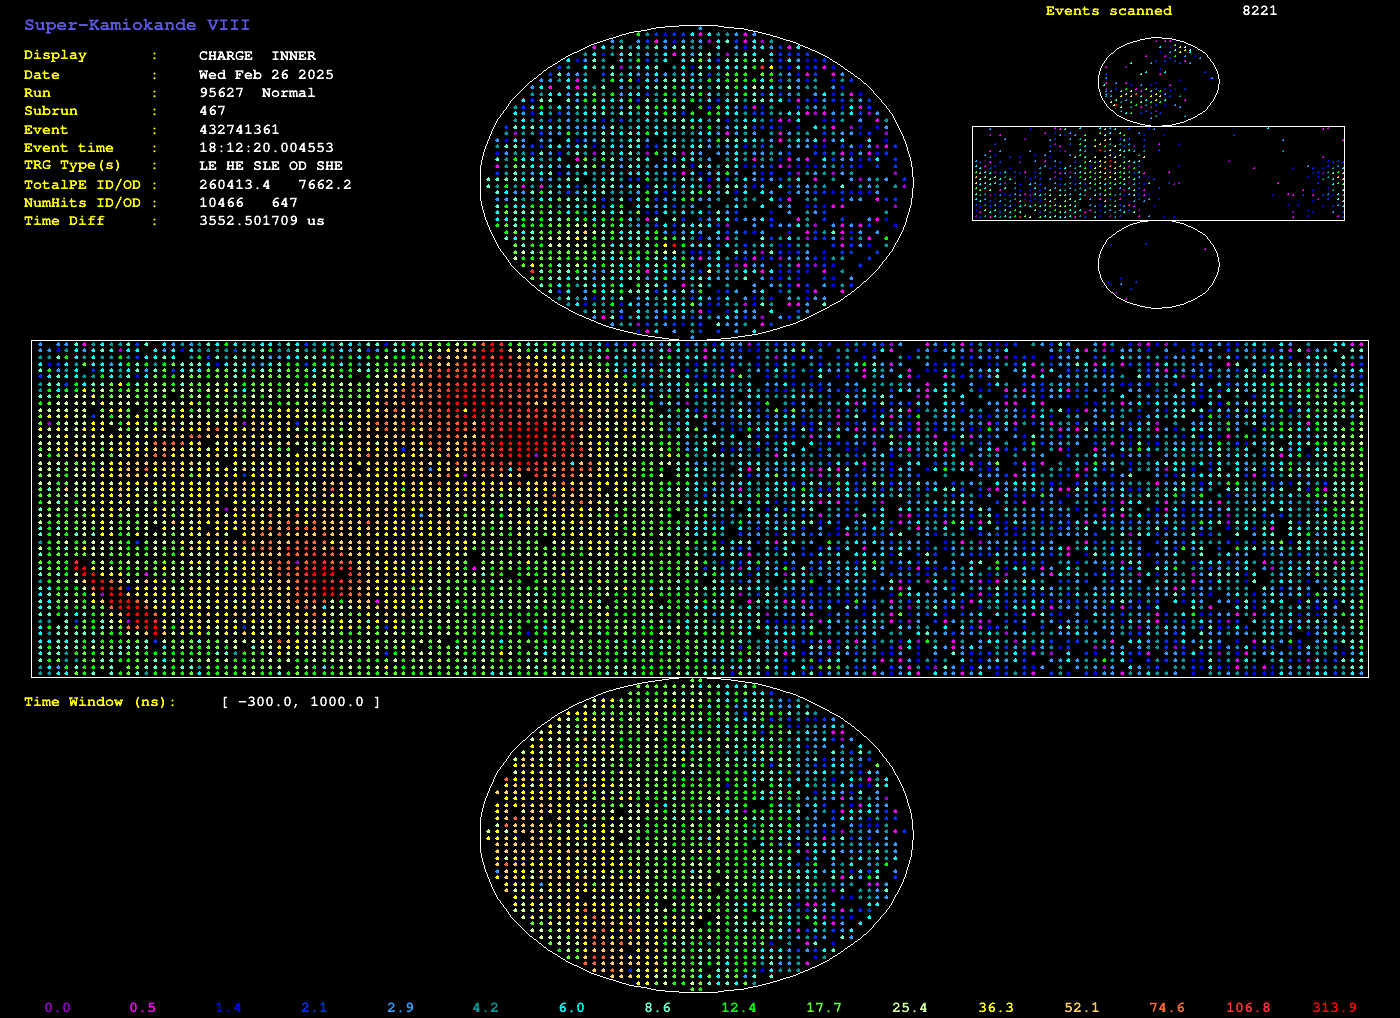 Super-Kamiokande VIII
Display : CHARGE INNER
Date : Wed Feb 26 2025
Run : 95627 Normal
Subrun : 467
Event : 432741361
Event time : 18:12:20.004553
TRG Type(s) : LE HE SLE OD SHE
TotalPE ID/OD : 260413.4 7662.2
NumHits ID/OD : 10466 647
Time Diff : 3552.501709 us
Events scanned 8221
Time Window (ns): [ -300.0, 1000.0 ]
0.0 0.5 1.4 2.1 2.9 4.2 6.0 8.6 12.4 17.7 25.4 36.3 52.1 74.6 106.8 313.9